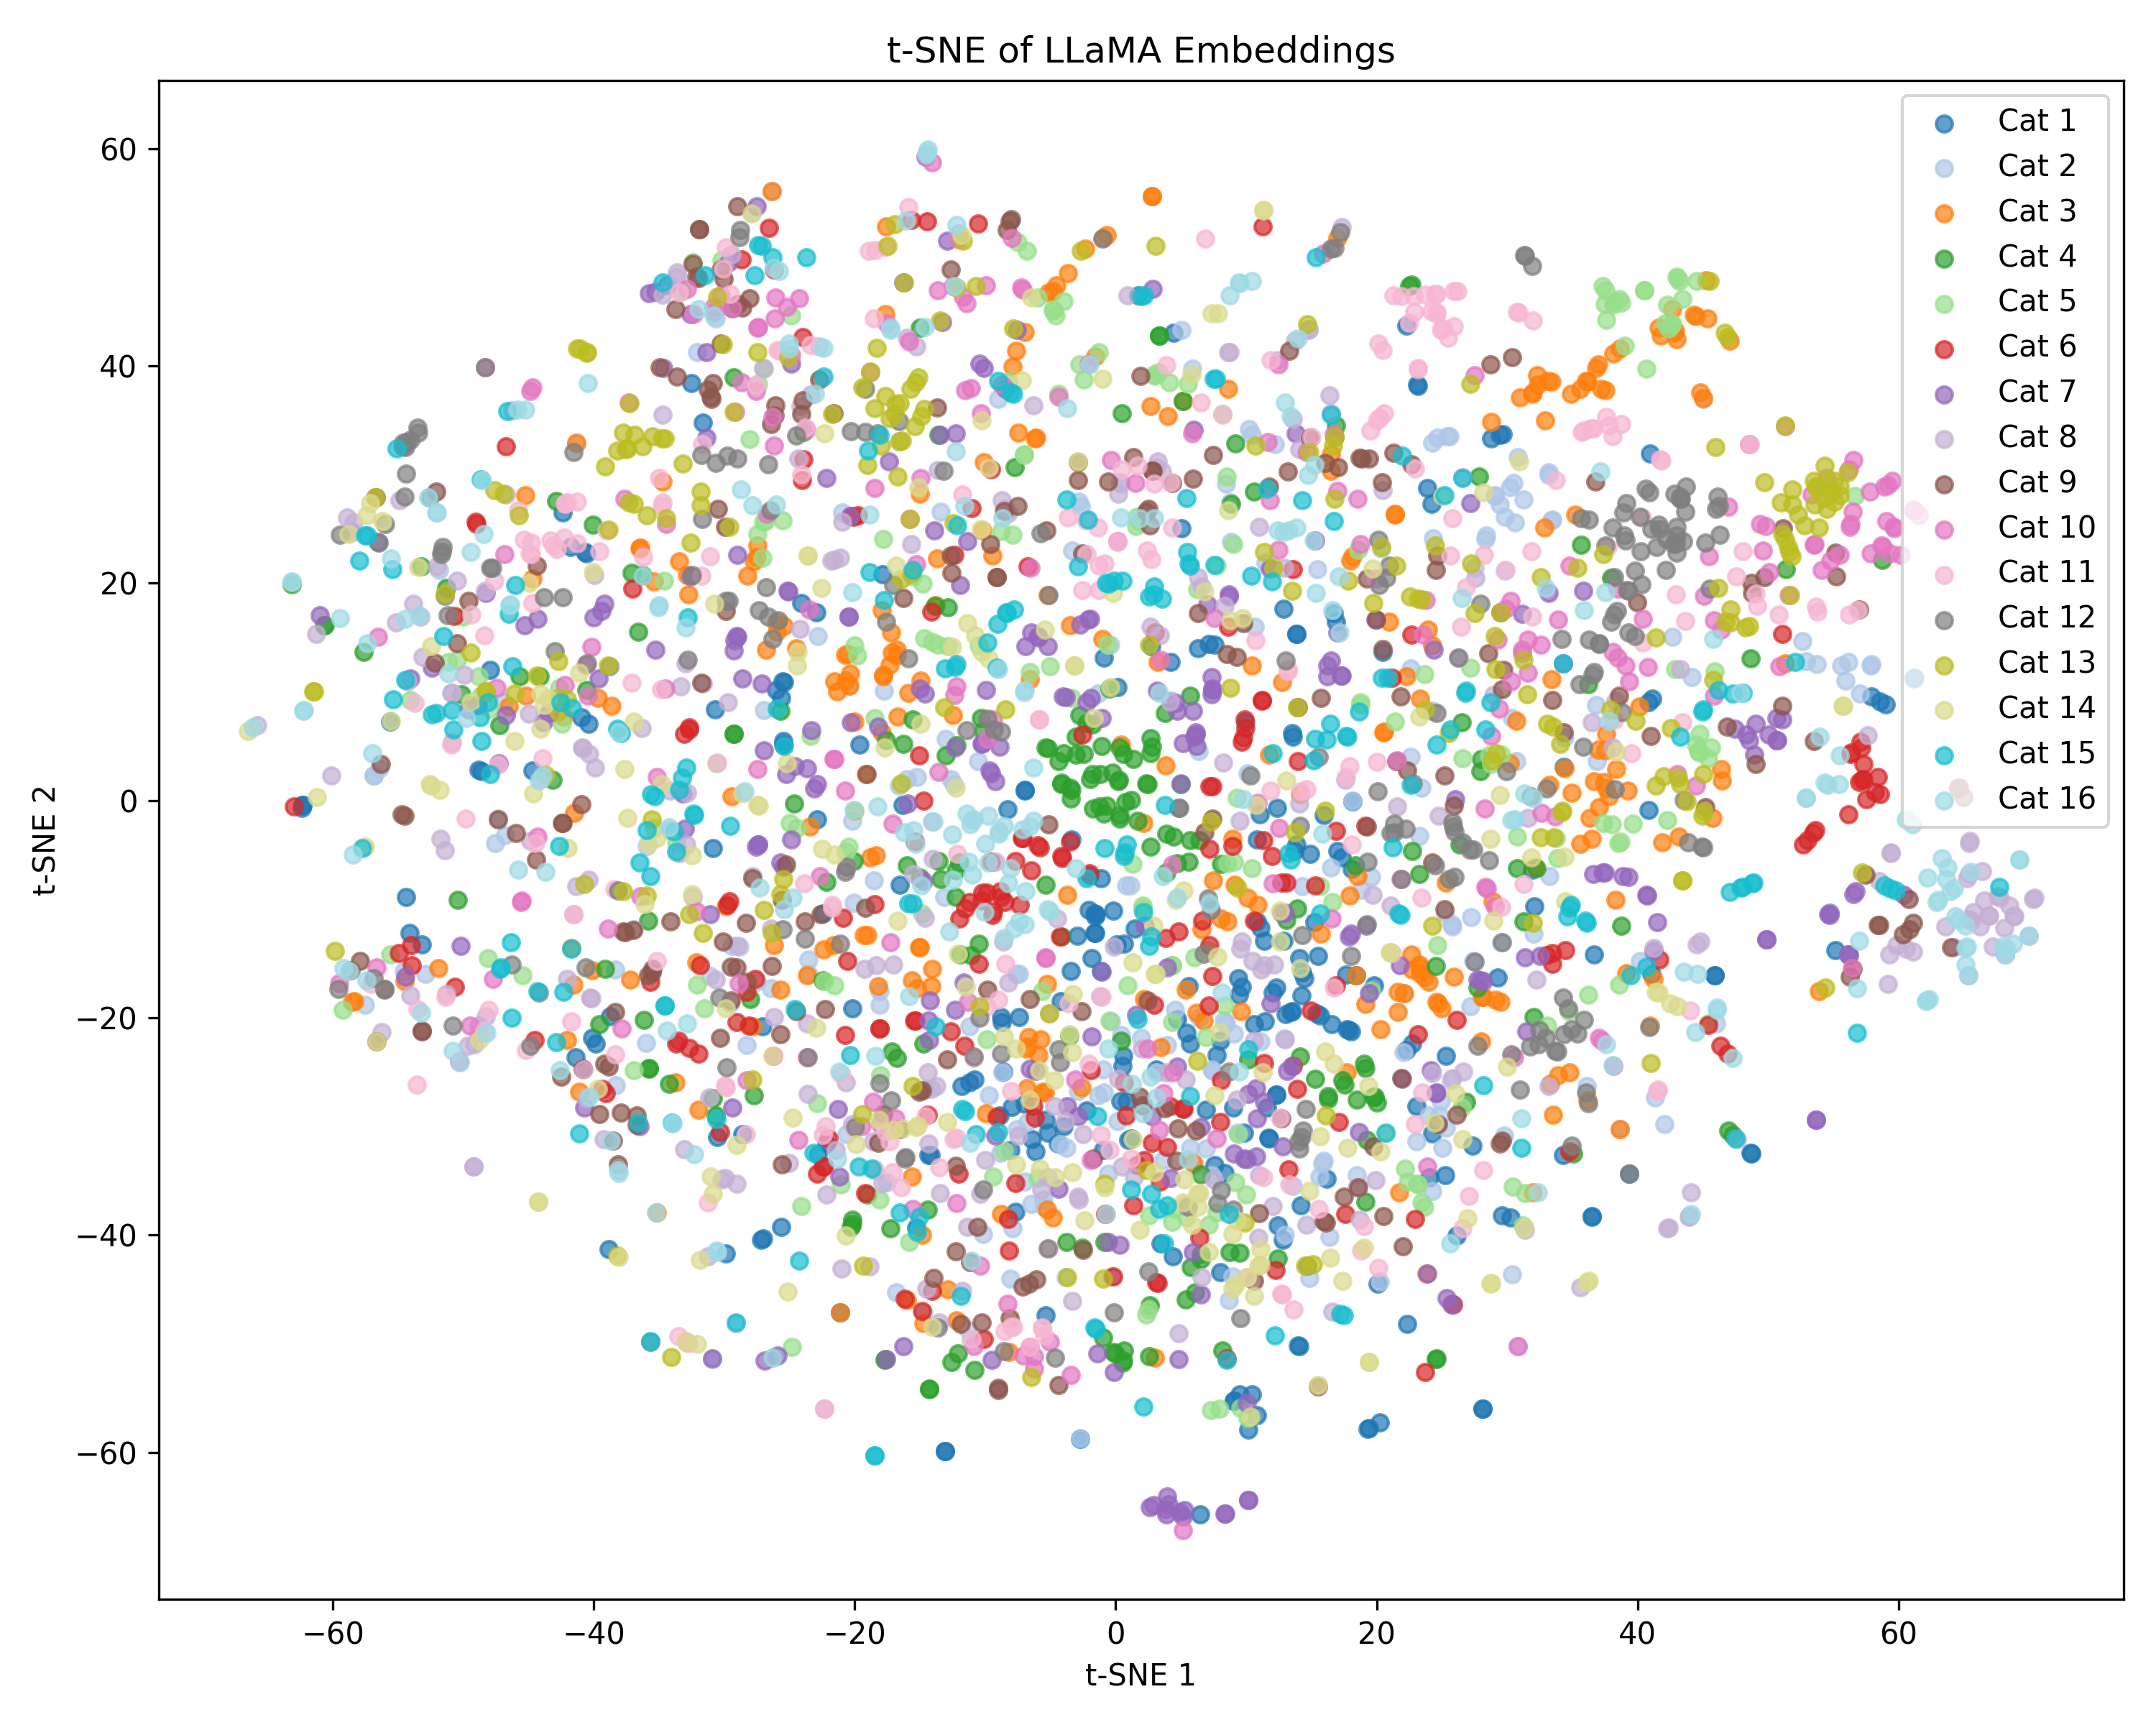 t-SNE of LLaMA Embeddings
Cat 1
Cat 2
Cat 3
Cat 4
Cat 5
Cat 6
Cat 7
Cat 8
Cat 9
Cat 10
Cat 11
Cat 12
Cat 13
Cat 14
Cat 15
Cat 16
60
40
20
0
−20
−40
−60
t-SNE 2
−60
−40
−20
0
20
40
60
t-SNE 1